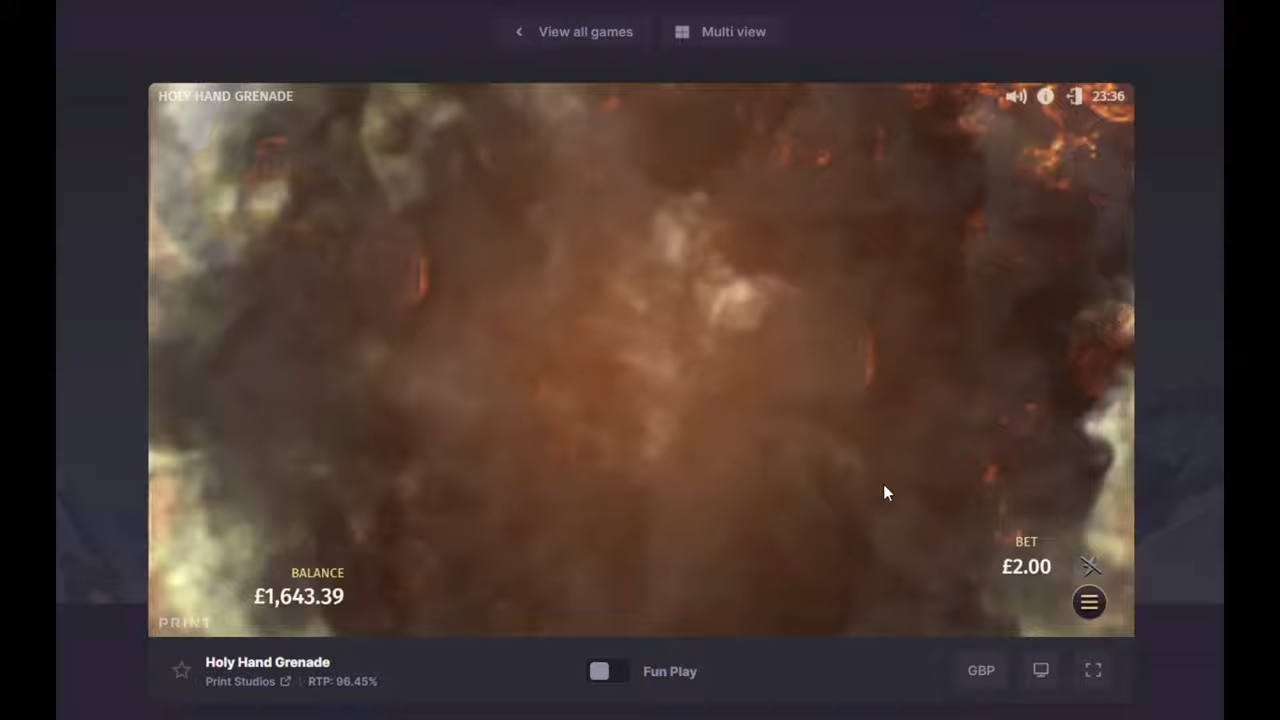 View all games
Multi view
HOLY HAND GRENADE
23:36
BET
£2.00
BALANCE
£1,643.39
PRINT
Holy Hand Grenade
Print Studios
RTP: 96.45%
Fun Play
GBP